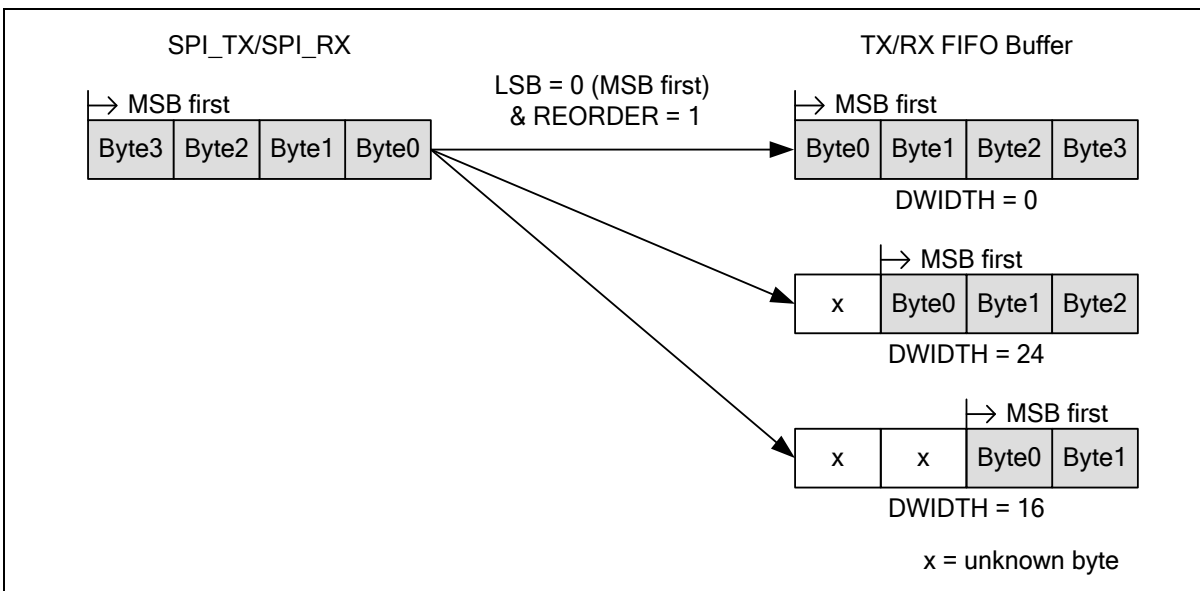 SPI_TX/SPI_RX
TX/RX FIFO Buffer
LSB = 0 (MSB first)
& REORDER = 1
MSB first
Byte3 Byte2 Byte1 Byte0
MSB first
Byte0 Byte1 Byte2 Byte3
DWIDTH = 0
MSB first
x Byte0 Byte1 Byte2
DWIDTH = 24
MSB first
x x Byte0 Byte1
DWIDTH = 16
x = unknown byte